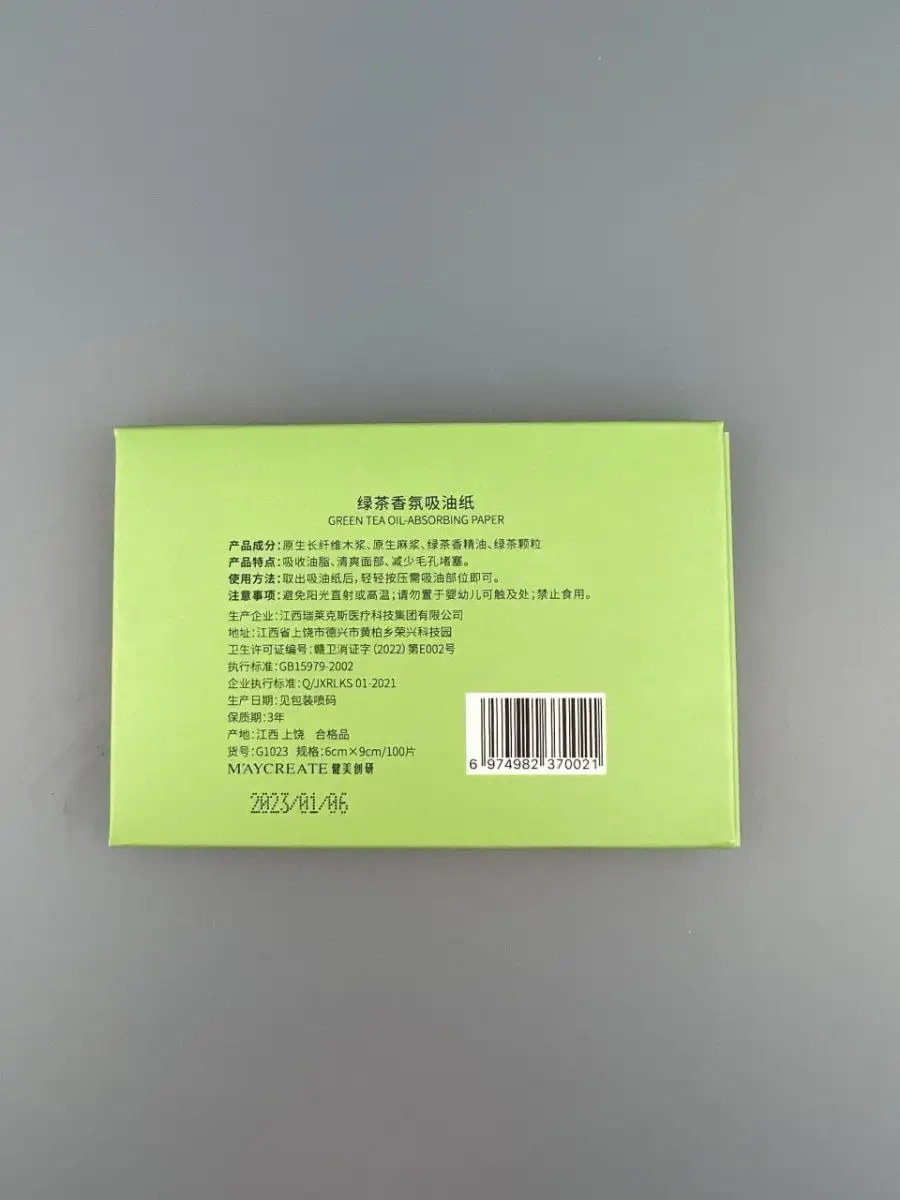 绿茶香氛吸油纸
GREEN TEA OIL-ABSORBING PAPER
产品成分:原生长纤维木浆、原生麻浆、绿茶香精油、绿茶颗粒
产品特点:吸收油脂、清爽面部、减少毛孔堵塞。
使用方法:取出吸油纸后,轻轻按压需吸油部位即可。
注意事项:避免阳光直射或高温;请勿置于婴幼儿可触及处;禁止食用。
生产企业:江西瑞莱克斯医疗科技集团有限公司
地址:江西省上饶市德兴市黄柏乡荣兴科技园
卫生许可证编号:赣卫消证字(2022)第E002号
执行标准:GB15979-2002
企业执行标准:Q/JXRLKS 01-2021
生产日期:见包装喷码
保质期:3年
产地:江西 上饶 合格品
货号:G1023 规格:6cm×9cm/100片
M'AYCREATE 健美创研
2023/01/06
6 974982 370021